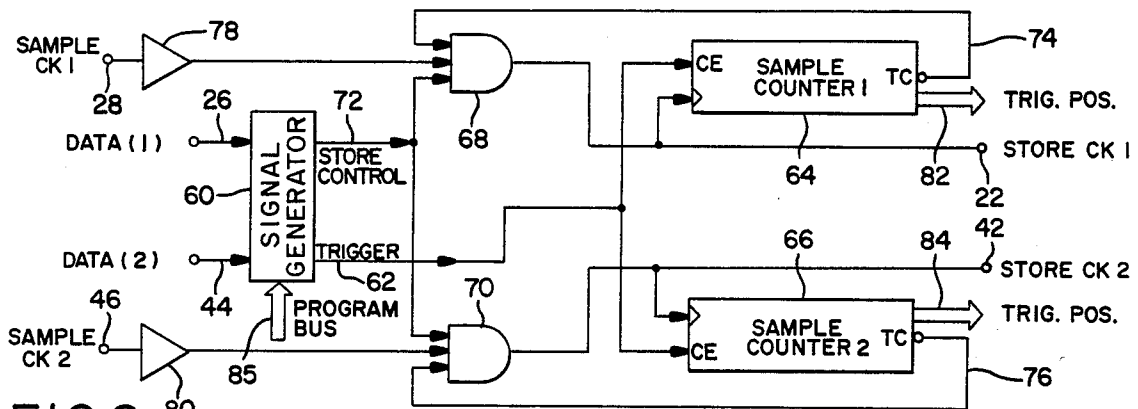 78
SAMPLE
CK 1
28
68
74
CE
SAMPLE
COUNTER 1
TC
TRIG. POS.
64
82
STORE CK 1
22
DATA (1)
26
72
STORE
CONTROL
60
SIGNAL
GENERATOR
DATA (2)
44
TRIGGER
62
66
84
42
STORE CK 2
46
SAMPLE
CK 2
80
85
PROGRAM
BUS
70
CE
SAMPLE
COUNTER 2
TC
TRIG. POS.
76